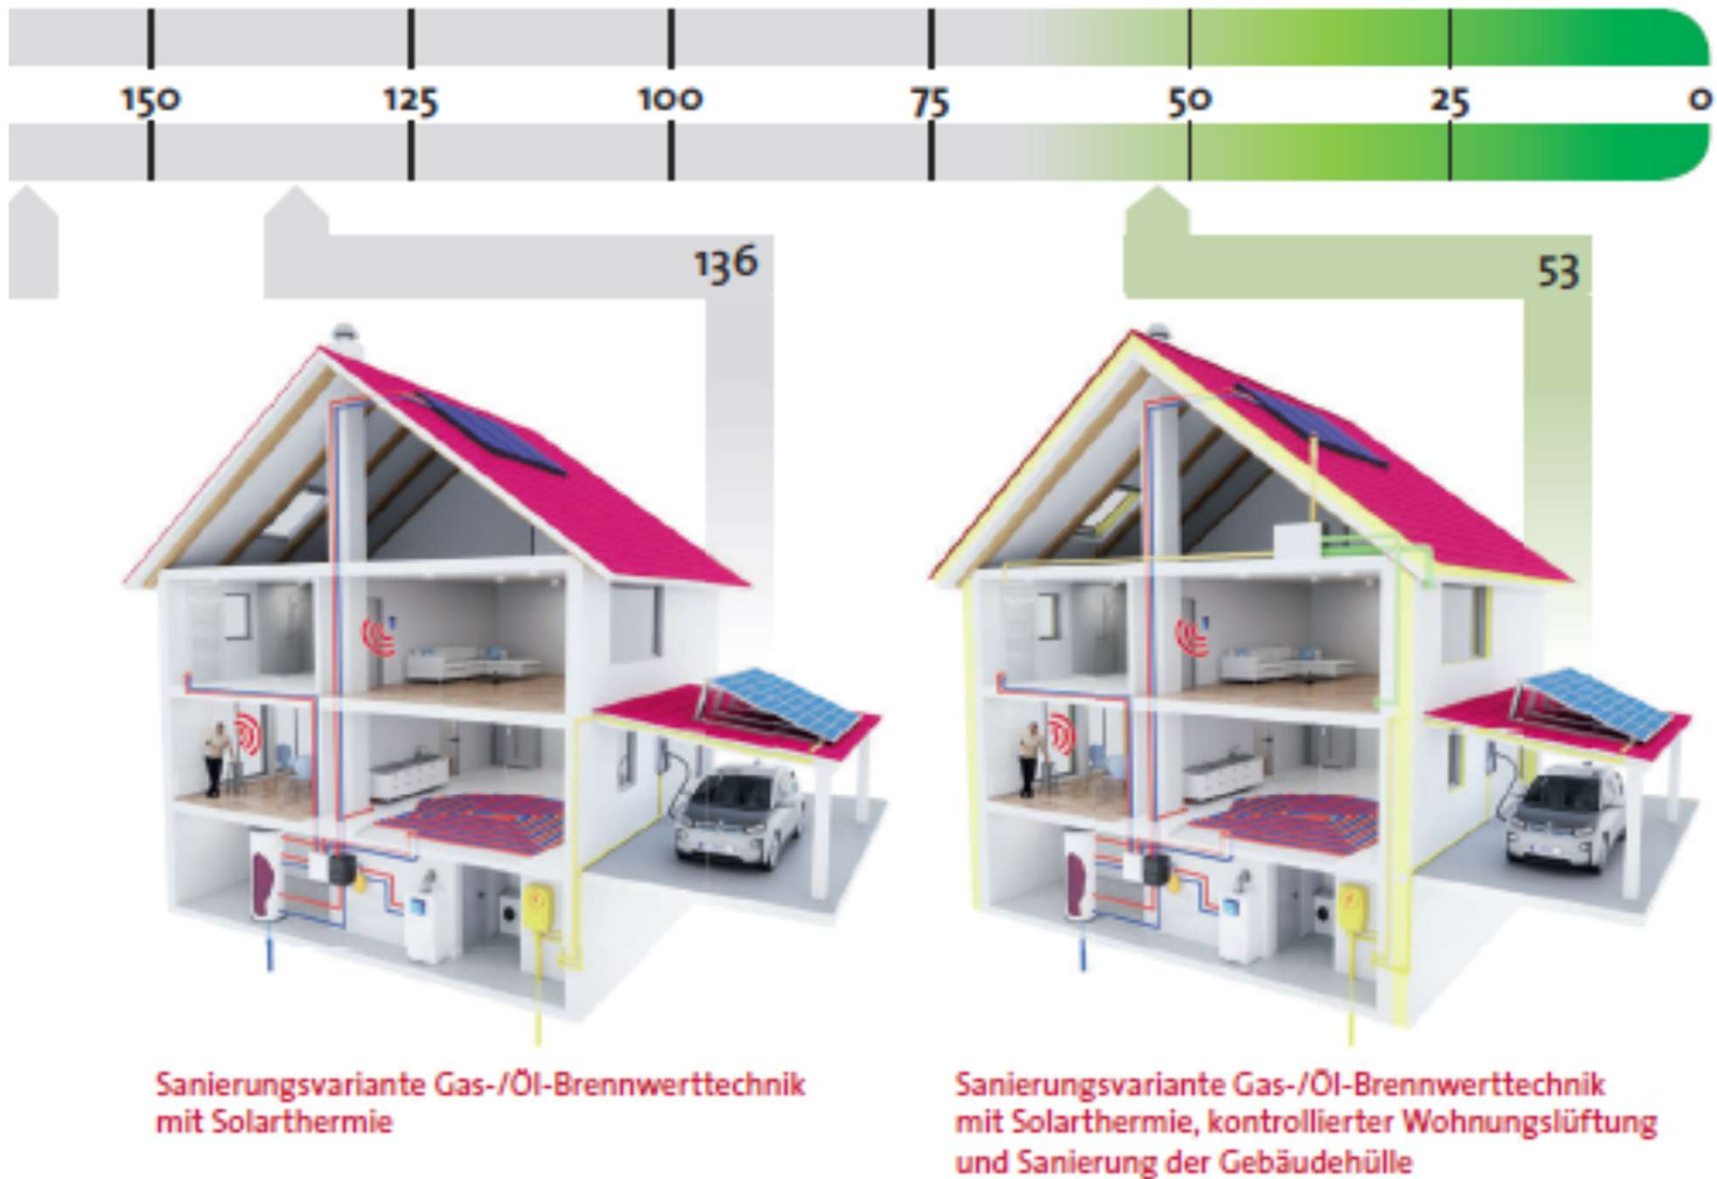 150 125 100 75 50 25 0
136
53
Sanierungsvariante Gas-/Öl-Brennwerttechnik
mit Solarthermie
Sanierungsvariante Gas-/Öl-Brennwerttechnik
mit Solarthermie, kontrollierter Wohnungslüftung
und Sanierung der Gebäudehülle